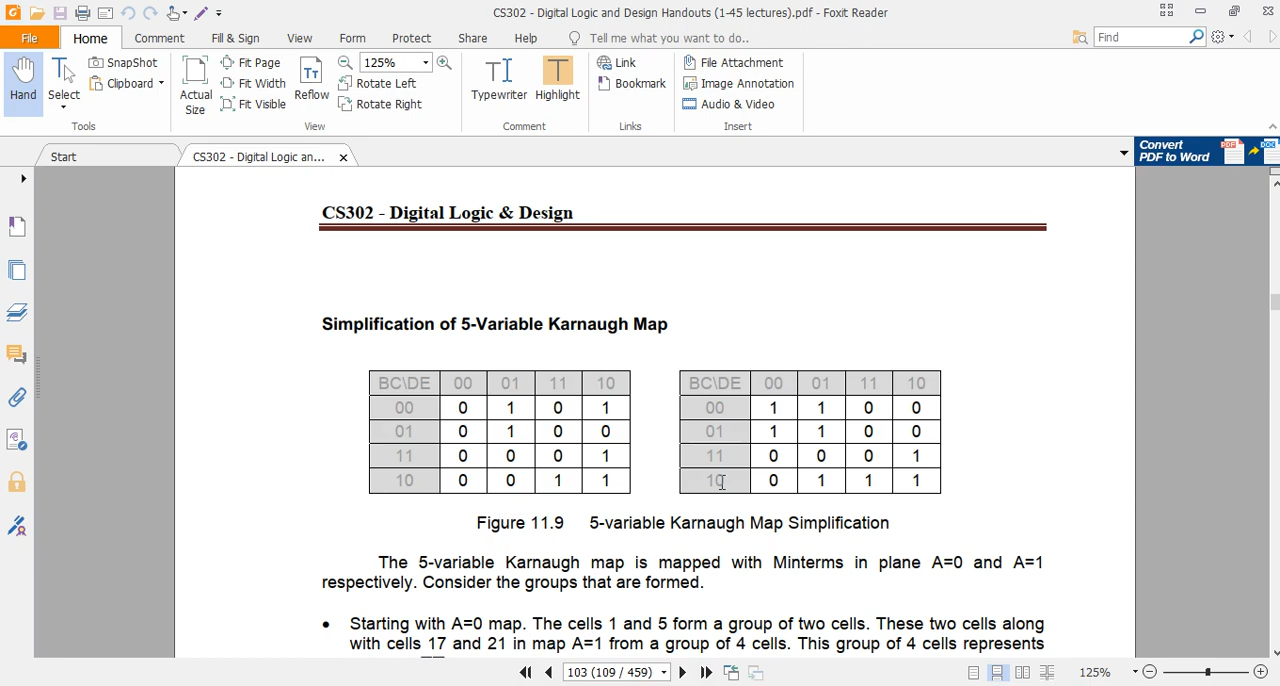 CS302 - Digital Logic and Design Handouts (1-45 lectures).pdf - Foxit Reader
File Home Comment View Form Protect Share Help Fill & Sign Tell me what you want to do.. Find
Hand Select SnapShot Clipboard Actual Size Fit Page Fit Width Fit Visible Reflow 125% Rotate Left Rotate Right Typewriter Highlight Link Bookmark File Attachment Image Annotation Audio & Video
Tools View Comment Links Insert
Start CS302 - Digital Logic an... Convert PDF to Word PDF DOC
CS302 - Digital Logic & Design
Simplification of 5-Variable Karnaugh Map
BC\DE 00 01 11 10 BC\DE 00 01 11 10
00 0 1 0 1 00 1 1 0 0
01 0 1 0 0 01 1 1 0 0
11 0 0 0 1 11 0 0 0 1
10 0 0 1 1 10 0 1 1 1
Figure 11.9 5-variable Karnaugh Map Simplification
The 5-variable Karnaugh map is mapped with Minterms in plane A=0 and A=1
respectively. Consider the groups that are formed.
• Starting with A=0 map. The cells 1 and 5 form a group of two cells. These two cells along
with cells 17 and 21 in map A=1 from a group of 4 cells. This group of 4 cells represents
103 (109 / 459) 125%